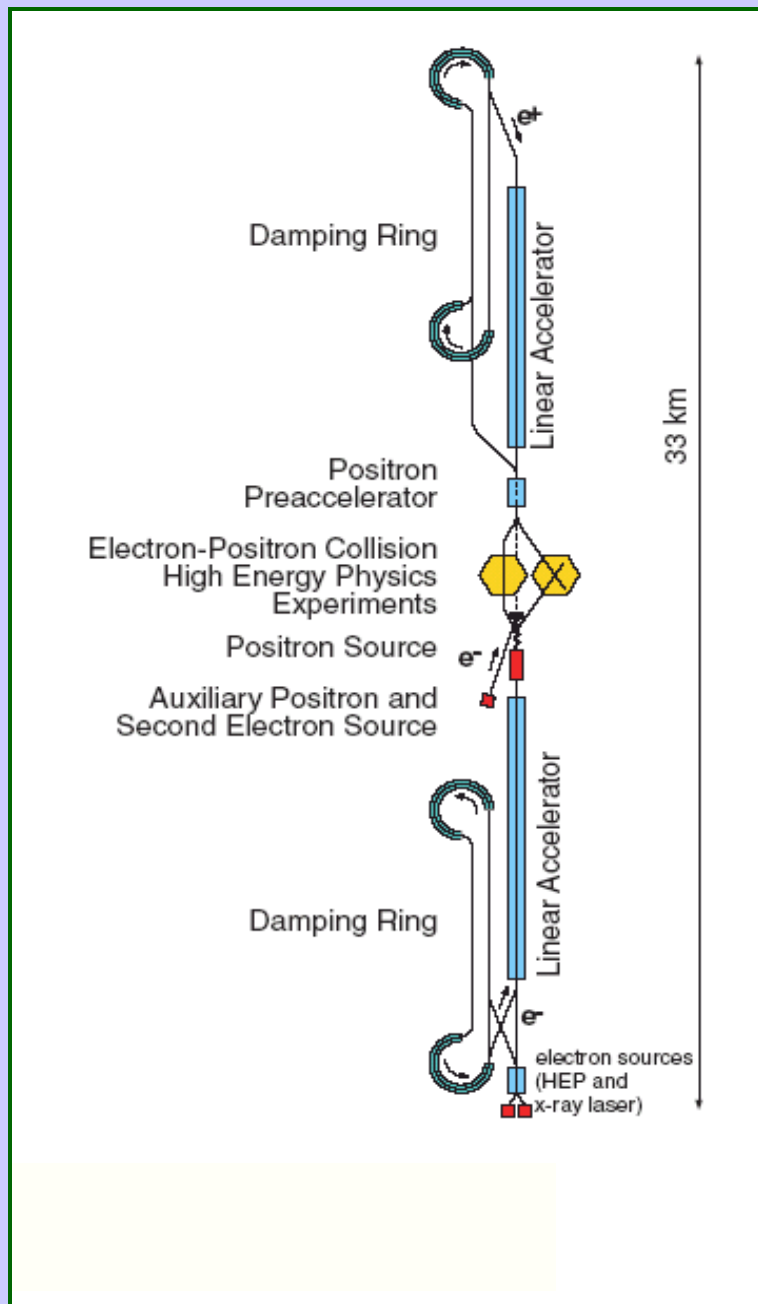 e+
Damping Ring
Linear Accelerator
33 km
Positron
Preaccelerator
Electron-Positron Collision
High Energy Physics
Experiments
Positron Source
e-
Auxiliary Positron and
Second Electron Source
Linear Accelerator
Damping Ring
e-
electron sources
(HEP and
x-ray laser)